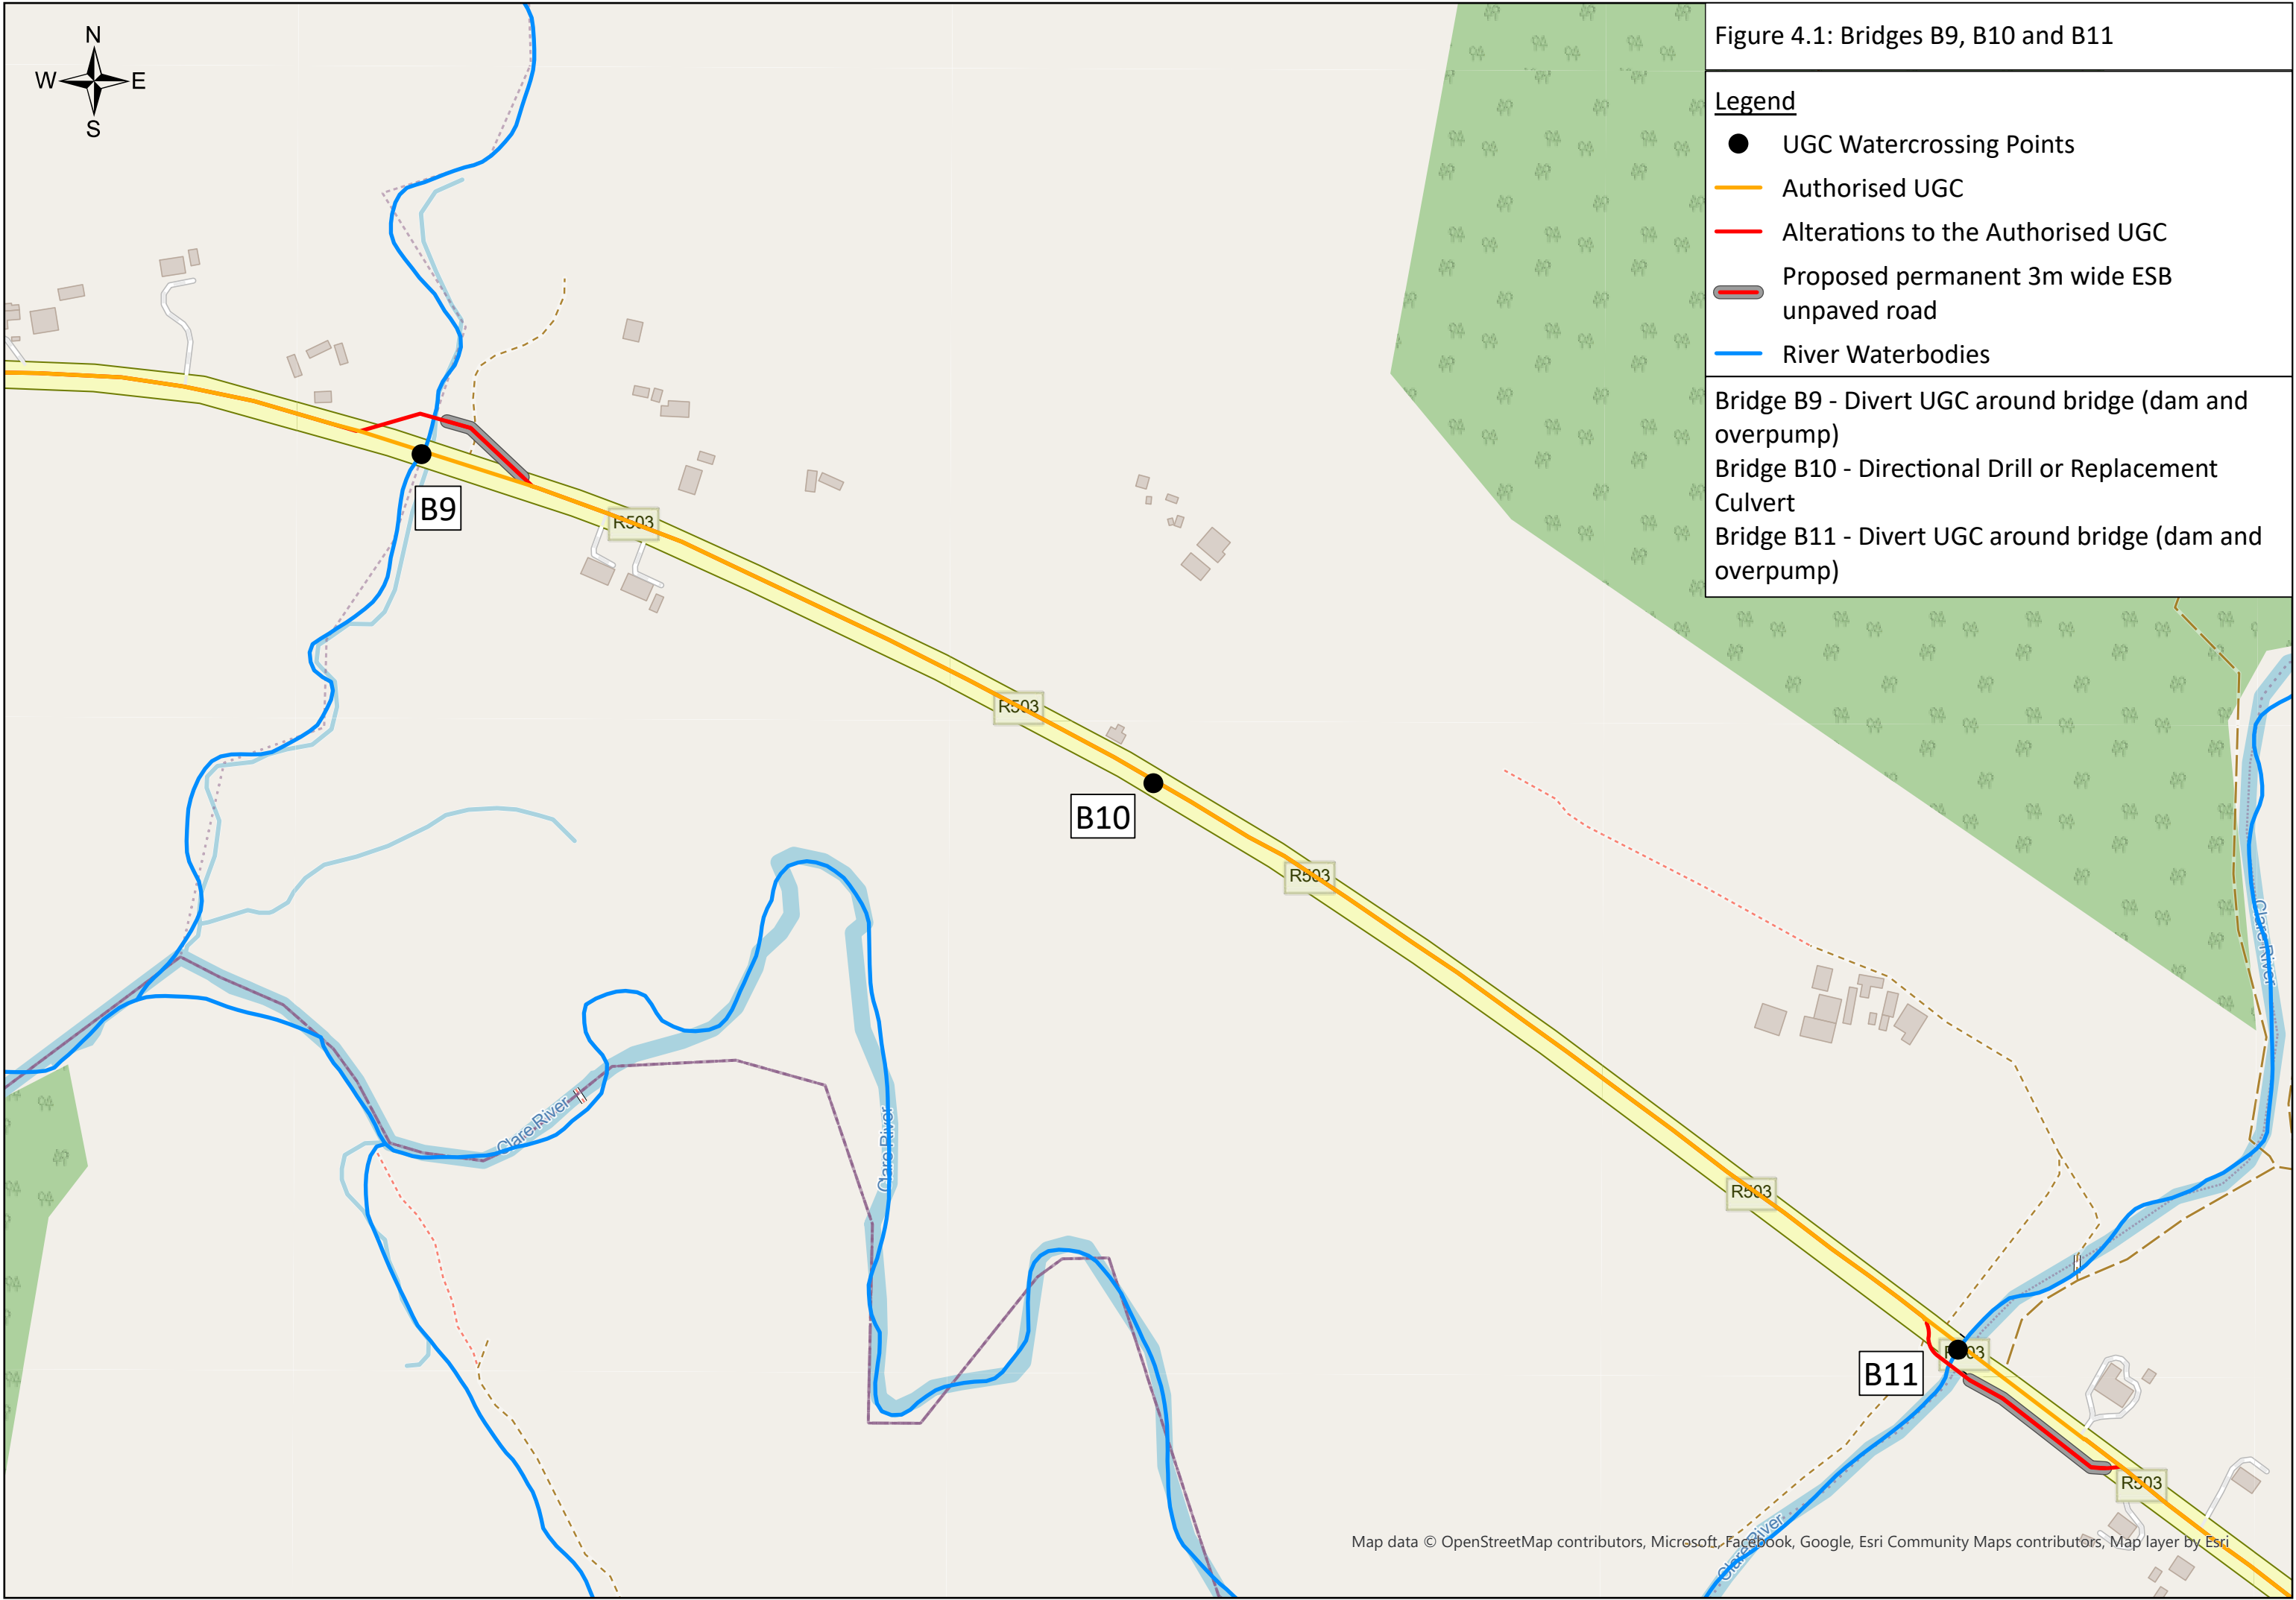 N
W E
S
Figure 4.1: Bridges B9, B10 and B11
Legend
UGC Watercrossing Points
Authorised UGC
Alterations to the Authorised UGC
Proposed permanent 3m wide ESB
unpaved road
River Waterbodies
Bridge B9 - Divert UGC around bridge (dam and
overpump)
Bridge B10 - Directional Drill or Replacement
Culvert
Bridge B11 - Divert UGC around bridge (dam and
overpump)
B9
R503
R503
B10
R503
Clare River
Clare River
Clare River
R503
R503
B11
R503
Clare River
Map data © OpenStreetMap contributors, Microsoft, Facebook, Google, Esri Community Maps contributors, Map layer by Esri